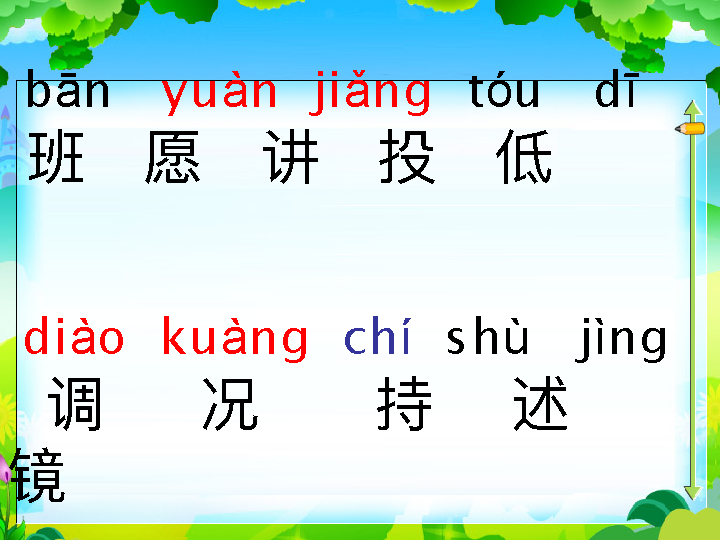 bān yuàn jiǎng tóu dī
班 愿 讲 投 低
diào kuàng chí shù jìng
调 况 持 述
镜